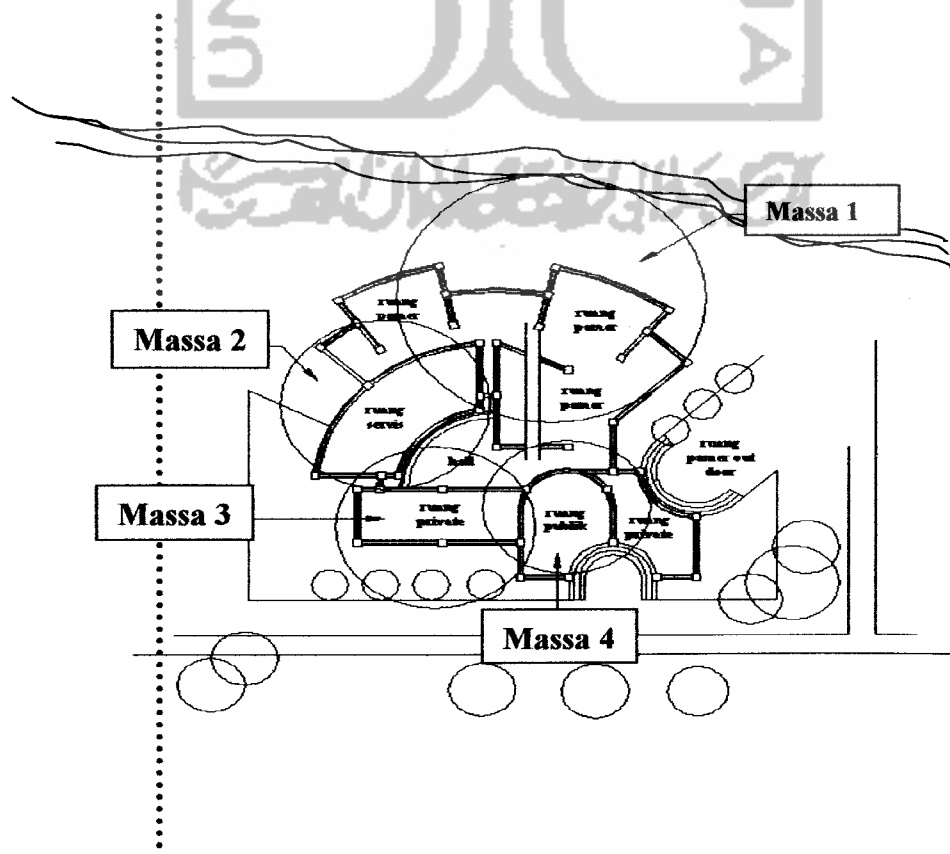 Massa 1
ruang
pamer
ruang
pamer
Massa 2
ruang
pamer
ruang
servis
hall
ruang
pamer out
door
Massa 3
ruang
private
ruang
publik
ruang
private
Massa 4